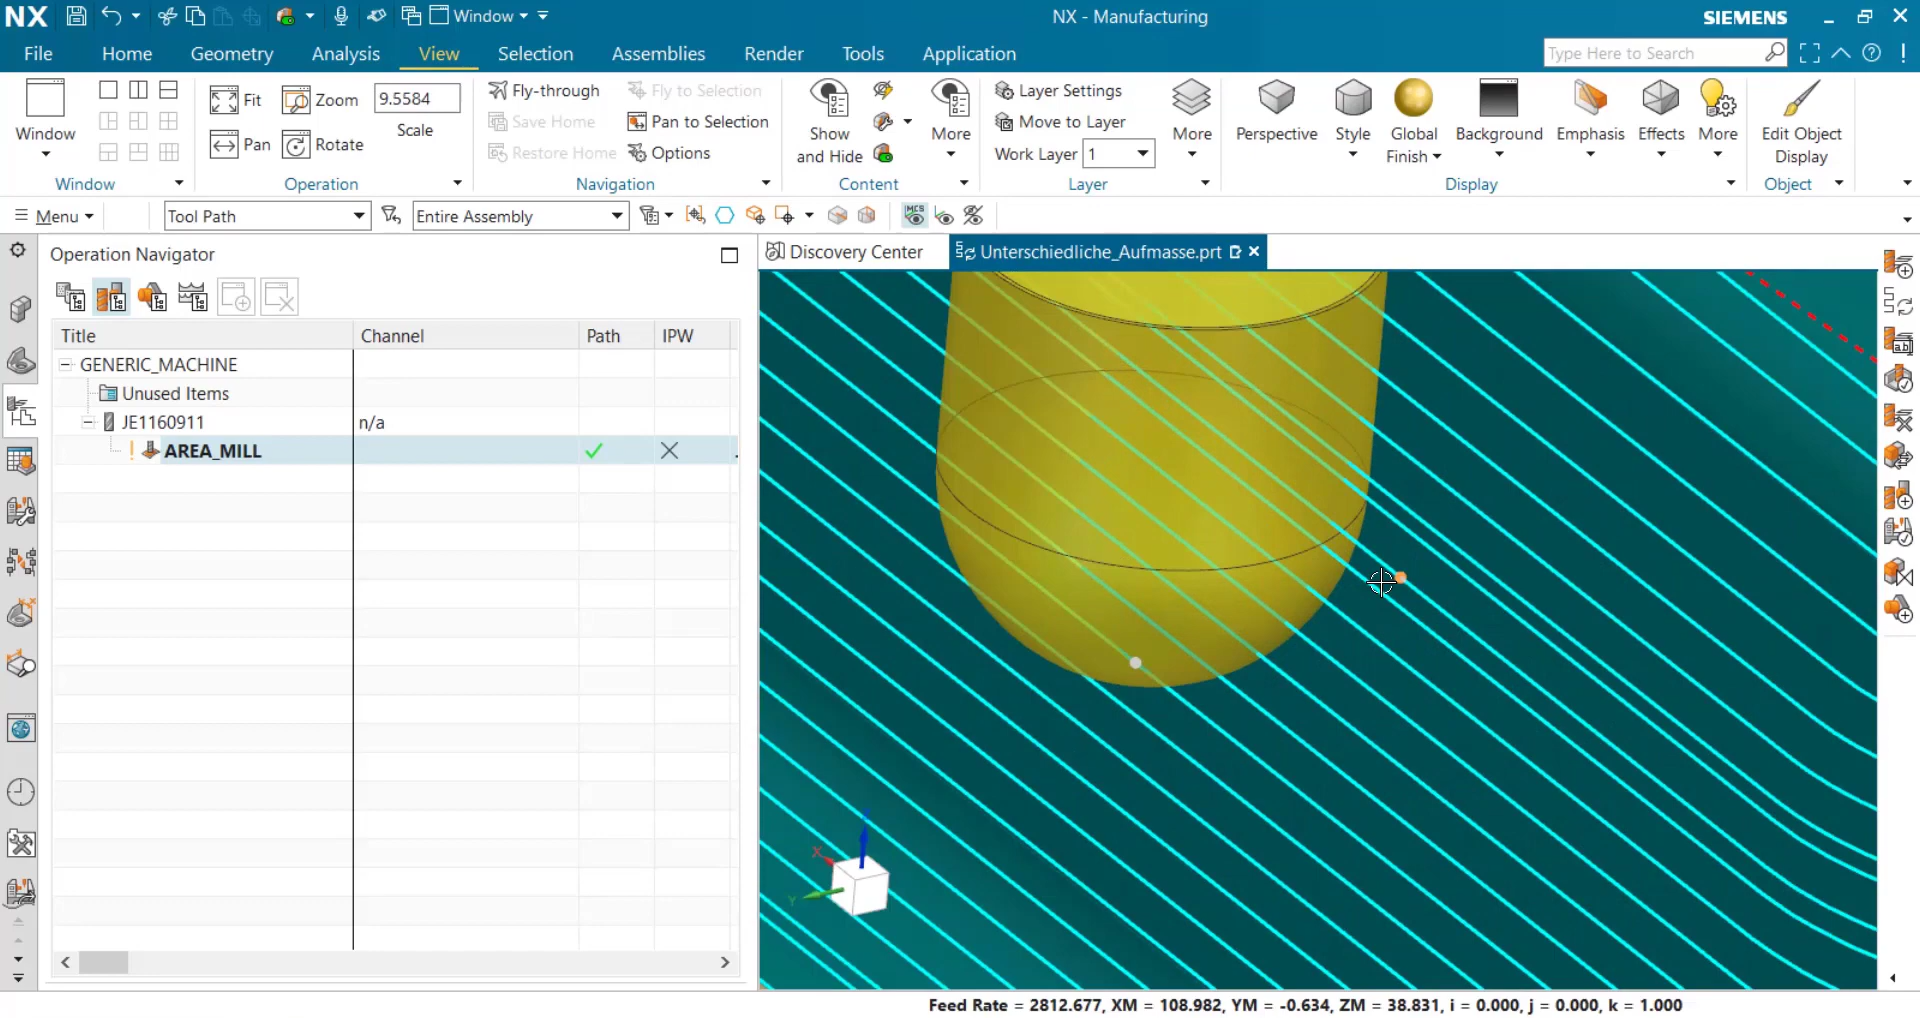 NX
Window
NX - Manufacturing
SIEMENS
File
Home
Geometry
Analysis
View
Selection
Assemblies
Render
Tools
Application
Type Here to Search
Window
Fit
Zoom
9.5584
Pan
Rotate
Scale
Fly-through
Fly to Selection
Save Home
Pan to Selection
Restore Home
Options
Show
and Hide
More
Layer Settings
Move to Layer
Work Layer
1
More
Perspective
Style
Global
Finish
Background
Emphasis
Effects
More
Edit Object
Display
Window
Operation
Navigation
Content
Layer
Display
Object
Menu
Tool Path
Entire Assembly
MCS
Operation Navigator
Discovery Center
Unterschiedliche_Aufmasse.prt
Title
Channel
Path
IPW
GENERIC_MACHINE
Unused Items
JE1160911
n/a
AREA_MILL
X
Y
Feed Rate = 2812.677, XM = 108.982, YM = -0.634, ZM = 38.831, i = 0.000, j = 0.000, k = 1.000